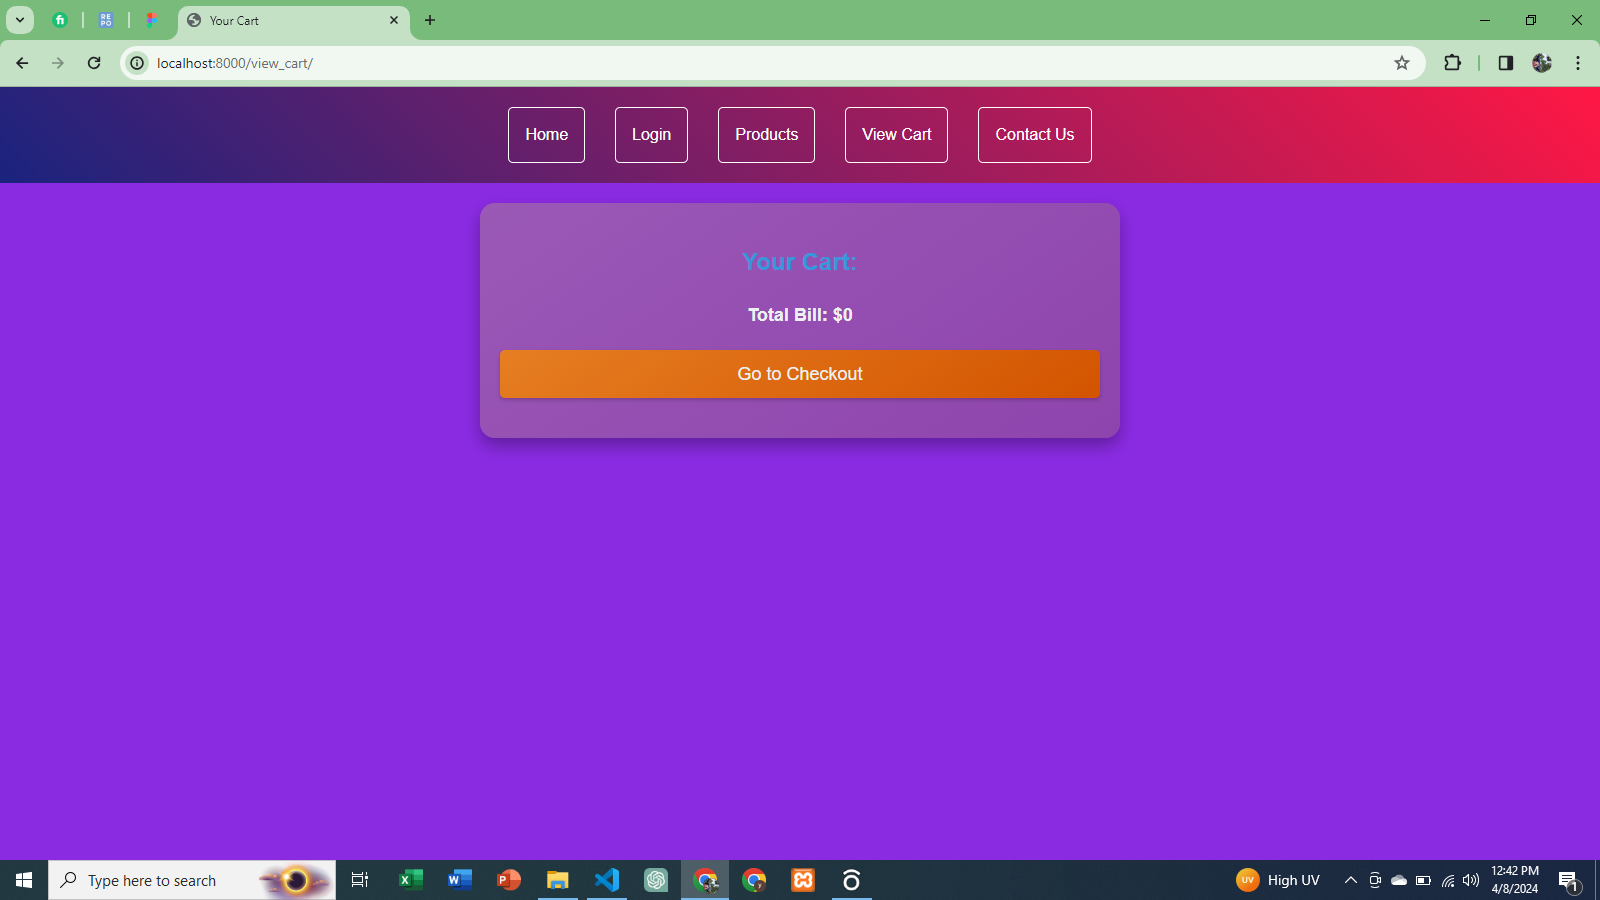 Your Cart
localhost:8000/view_cart/
Home
Login
Products
View Cart
Contact Us
Your Cart:
Total Bill: $0
Go to Checkout
Type here to search
UV
High UV
12:42 PM
4/8/2024
1